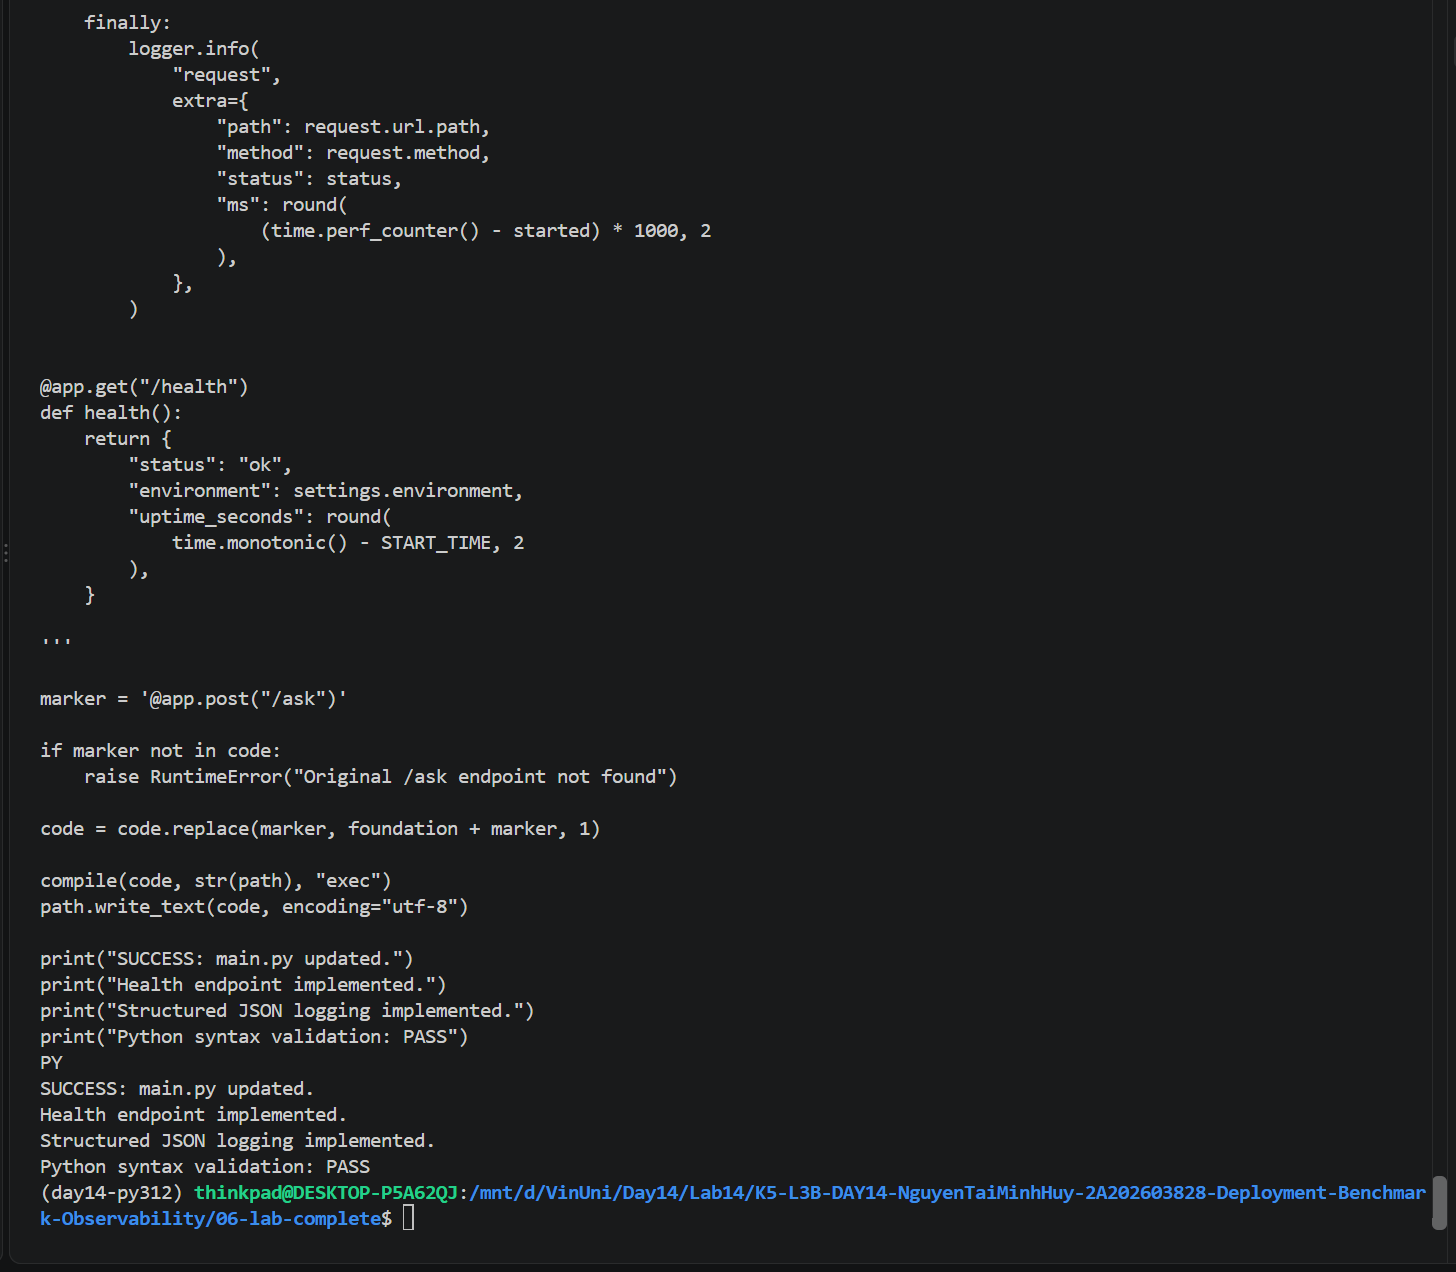 finally:
        logger.info(
            "request",
            extra={
                "path": request.url.path,
                "method": request.method,
                "status": status,
                "ms": round(
                    (time.perf_counter() - started) * 1000, 2
                ),
            },
        )
@app.get("/health")
def health():
    return {
        "status": "ok",
        "environment": settings.environment,
        "uptime_seconds": round(
            time.monotonic() - START_TIME, 2
        ),
    }
'''
marker = '@app.post("/ask")'
if marker not in code:
    raise RuntimeError("Original /ask endpoint not found")
code = code.replace(marker, foundation + marker, 1)
compile(code, str(path), "exec")
path.write_text(code, encoding="utf-8")
print("SUCCESS: main.py updated.")
print("Health endpoint implemented.")
print("Structured JSON logging implemented.")
print("Python syntax validation: PASS")
PY
SUCCESS: main.py updated.
Health endpoint implemented.
Structured JSON logging implemented.
Python syntax validation: PASS
(day14-py312) thinkpad@DESKTOP-P5A62QJ:/mnt/d/VinUni/Day14/Lab14/K5-L3B-DAY14-NguyenTaiMinhHuy-2A202603828-Deployment-Benchmar
k-Observability/06-lab-complete$